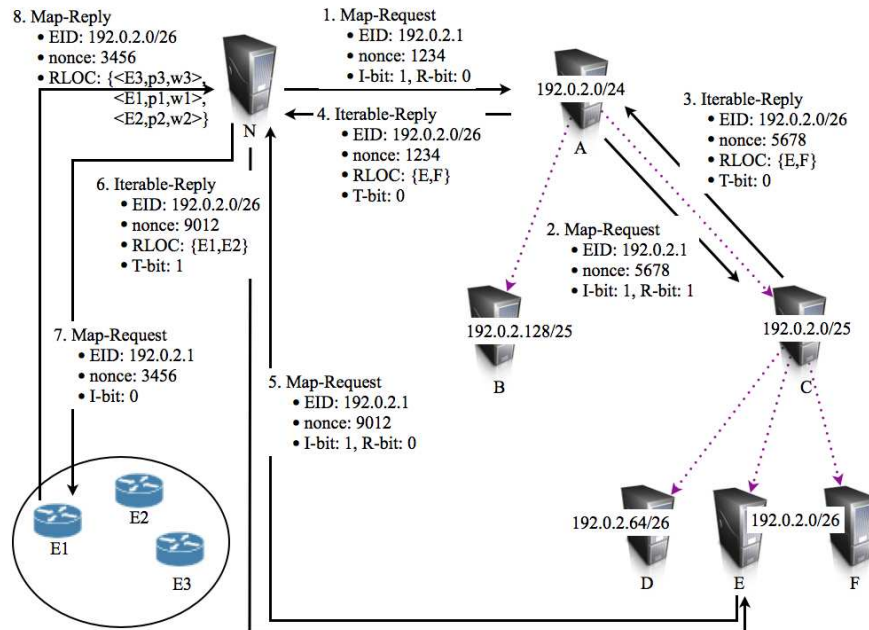 8. Map-Reply
• EID: 192.0.2.0/26
• nonce: 3456
• RLOC: {<E3,p3,w3>,
<E1,p1,w1>,
<E2,p2,w2>}
N
1. Map-Request
• EID: 192.0.2.1
• nonce: 1234
• I-bit: 1, R-bit: 0
4. Iterable-Reply
• EID: 192.0.2.0/26
• nonce: 1234
• RLOC: {E,F}
• T-bit: 0
192.0.2.0/24
A
3. Iterable-Reply
• EID: 192.0.2.0/26
• nonce: 5678
• RLOC: {E,F}
• T-bit: 0
6. Iterable-Reply
• EID: 192.0.2.0/26
• nonce: 9012
• RLOC: {E1,E2}
• T-bit: 1
2. Map-Request
• EID: 192.0.2.1
• nonce: 5678
• I-bit: 1, R-bit: 1
192.0.2.128/25
B
192.0.2.0/25
C
7. Map-Request
• EID: 192.0.2.1
• nonce: 3456
• I-bit: 0
5. Map-Request
• EID: 192.0.2.1
• nonce: 9012
• I-bit: 1, R-bit: 0
E1
E2
E3
192.0.2.64/26
192.0.2.0/26
D
E
F